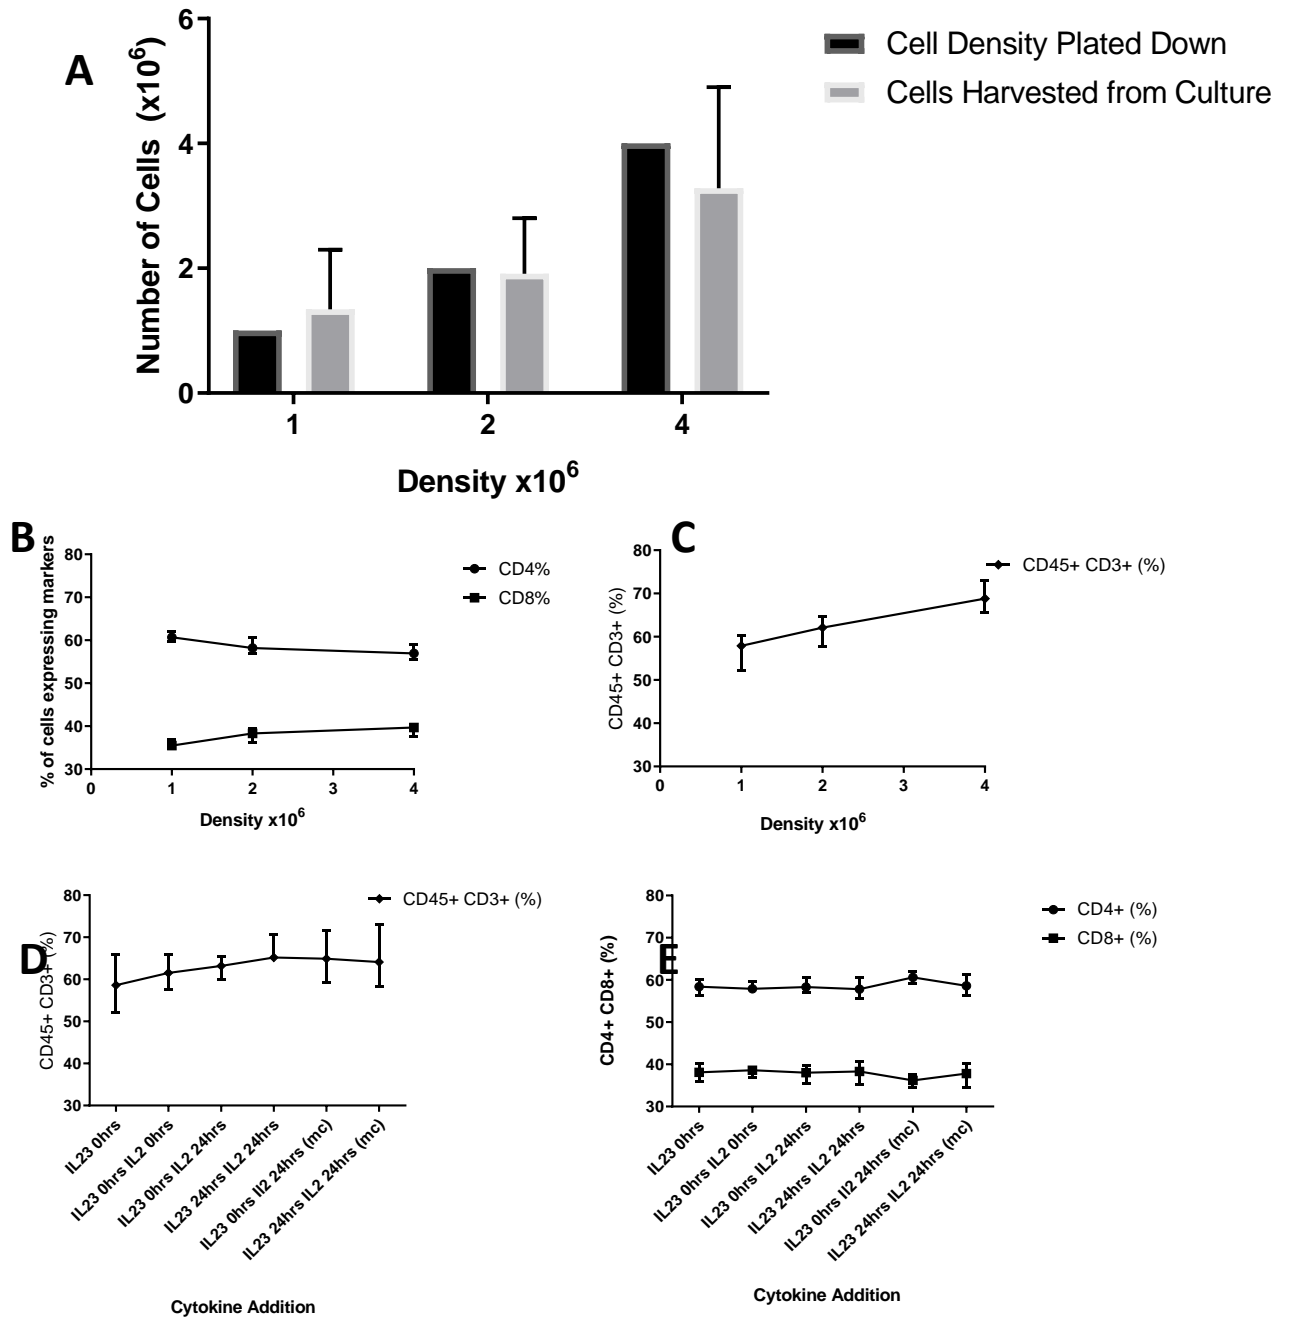 A
Number of Cells (x10⁶)
6
4
2
0
1
2
4
Density x10⁶
Cell Density Plated Down
Cells Harvested from Culture
B
% of cells expressing markers
80
70
60
50
40
30
0
1
2
3
4
Density x10⁶
CD4%
CD8%
C
CD45+ CD3+ (%)
80
70
60
50
40
30
0
1
2
3
4
Density x10⁶
CD45+ CD3+ (%)
D
CD45+ CD3+ (%)
80
70
60
50
40
30
IL23 0hrs
IL23 0hrs IL2 0hrs
IL23 0hrs IL2 24hrs
IL23 24hrs IL2 24hrs
IL23 0hrs Il2 24hrs (mc)
IL23 24hrs IL2 24hrs (mc)
Cytokine Addition
CD45+ CD3+ (%)
E
CD4+ CD8+ (%)
80
70
60
50
40
30
IL23 0hrs
IL23 0hrs IL2 0hrs
IL23 0hrs IL2 24hrs
IL23 24hrs IL2 24hrs
IL23 0hrs Il2 24hrs (mc)
IL23 24hrs IL2 24hrs (mc)
Cytokine Addition
CD4+ (%)
CD8+ (%)